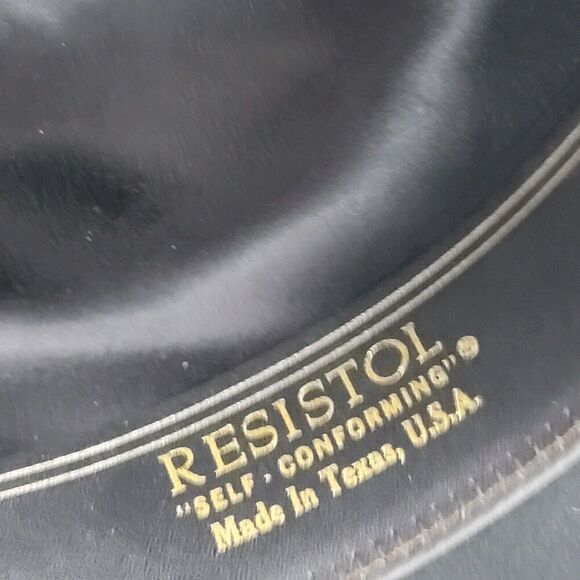 RESISTOL
"SELF · CONFORMING"®
Made In Texas, U.S.A.